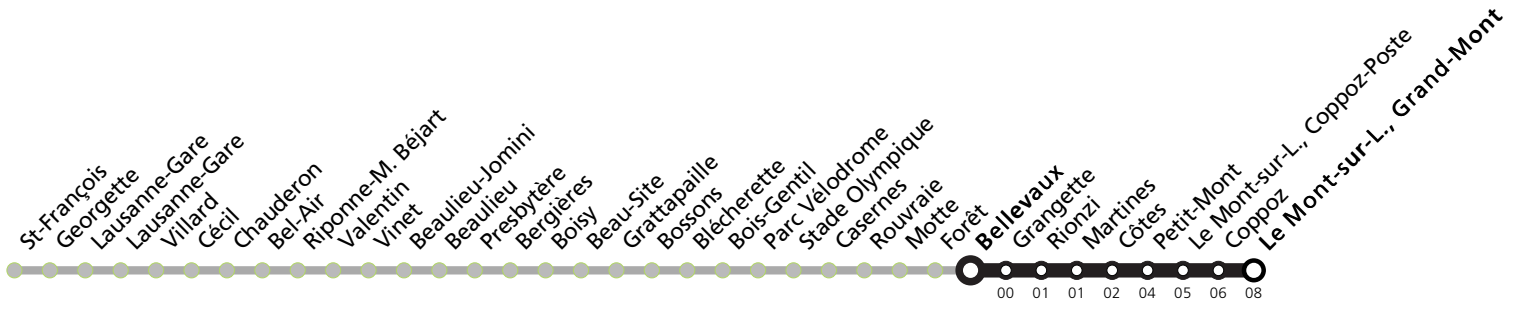 St-François
Georgette
Lausanne-Gare
Lausanne-Gare
Villard
Cécil
Chauderon
Bel-Air
Riponne-M. Béjart
Valentin
Vinet
Beaulieu-Jomini
Beaulieu
Presbytère
Bergières
Boisy
Beau-Site
Grattapaille
Bossons
Blécherette
Bois-Gentil
Parc Vélodrome
Stade Olympique
Casernes
Rouvraie
Motte
Forêt
Bellevaux
Grangette
Rionzi
Martines
Côtes
Petit-Mont
Le Mont-sur-L., Coppoz-Poste
Coppoz
Le Mont-sur-L., Grand-Mont
00 01 01 02 04 05 06 08